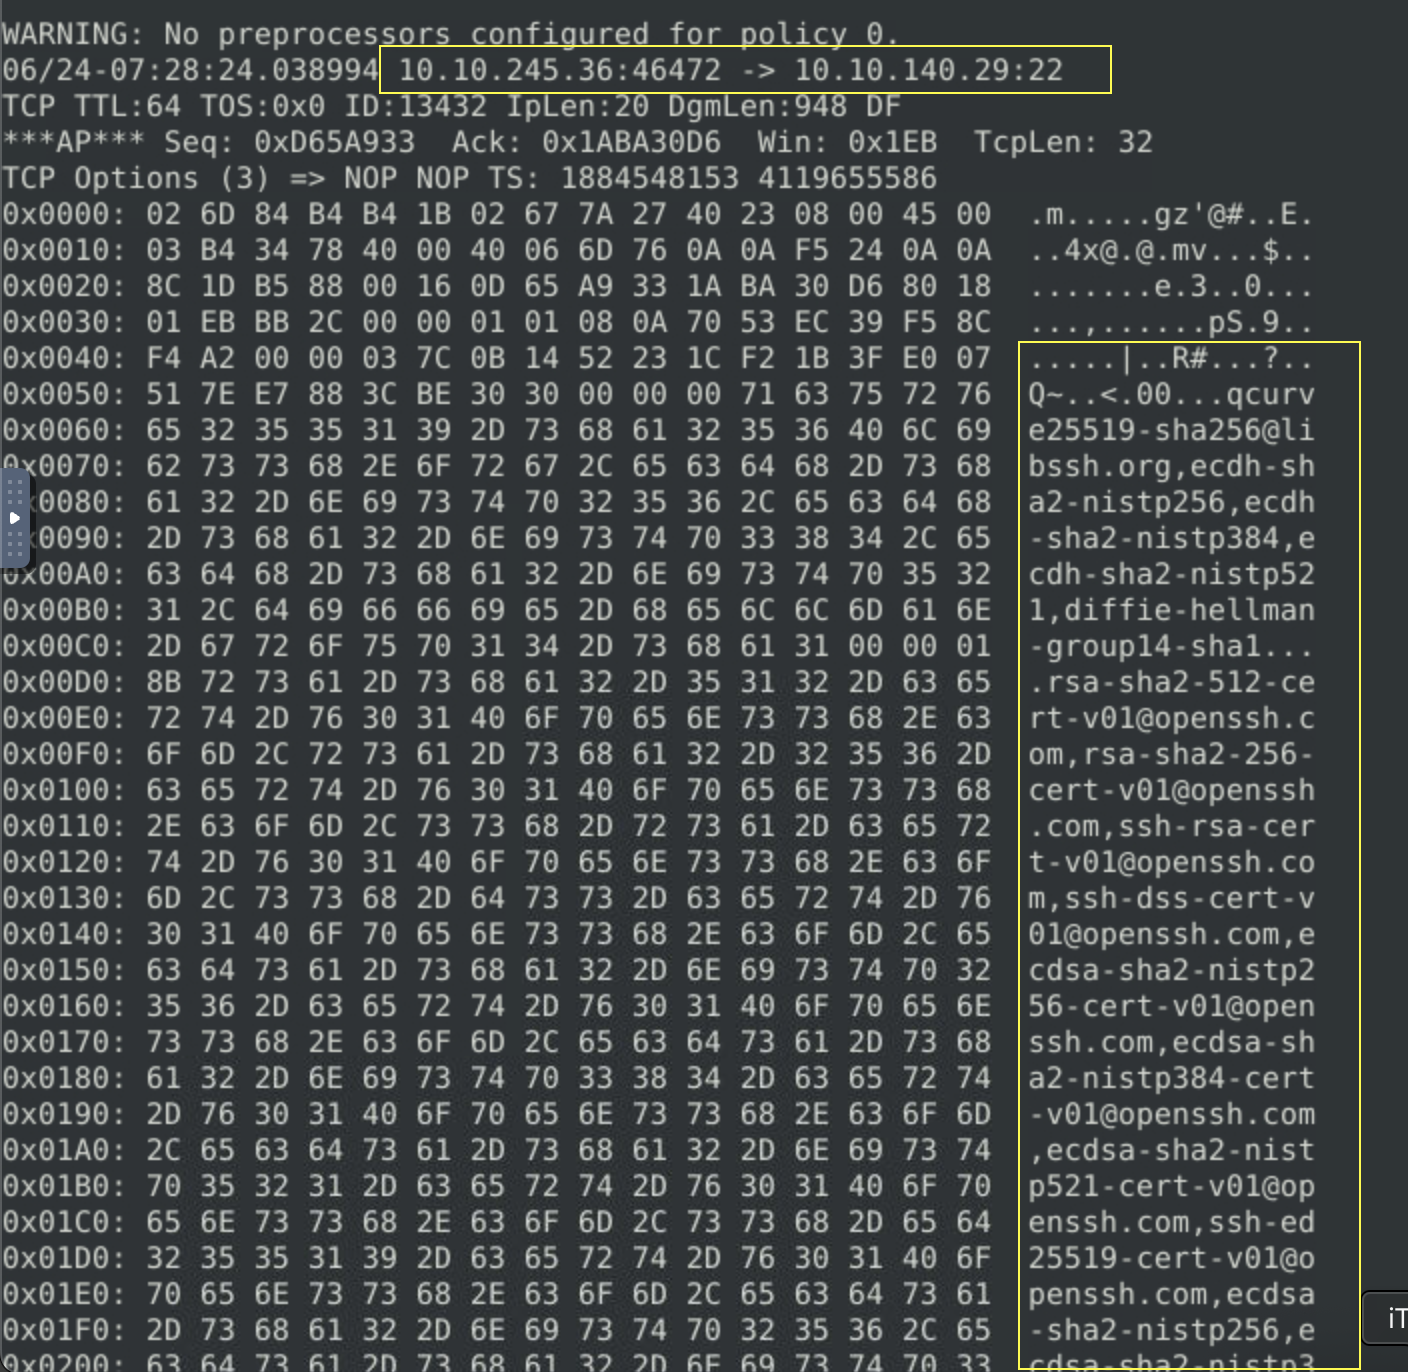 WARNING: No preprocessors configured for policy 0.
06/24-07:28:24.038994 10.10.245.36:46472 -> 10.10.140.29:22
TCP TTL:64 TOS:0x0 ID:13432 IpLen:20 DgmLen:948 DF
***AP*** Seq: 0xD65A933  Ack: 0x1ABA30D6  Win: 0x1EB  TcpLen: 32
TCP Options (3) => NOP NOP TS: 1884548153 4119655586
0x0000: 02 6D 84 B4 B4 1B 02 67 7A 27 40 23 08 00 45 00  .m.....gz'@#..E.
0x0010: 03 B4 34 78 40 00 40 06 6D 76 0A 0A F5 24 0A 0A  ..4x@.@.mv...$..
0x0020: 8C 1D B5 88 00 16 0D 65 A9 33 1A BA 30 D6 80 18  .......e.3..0...
0x0030: 01 EB BB 2C 00 00 01 01 08 0A 70 53 EC 39 F5 8C  ...,......pS.9..
0x0040: F4 A2 00 00 03 7C 0B 14 52 23 1C F2 1B 3F E0 07  .....|..R#...?..
0x0050: 51 7E E7 88 3C BE 30 30 00 00 00 71 63 75 72 76  Q~..<.00...qcurv
0x0060: 65 32 35 35 31 39 2D 73 68 61 32 35 36 40 6C 69  e25519-sha256@li
0x0070: 62 73 73 68 2E 6F 72 67 2C 65 63 64 68 2D 73 68  bssh.org,ecdh-sh
x0080: 61 32 2D 6E 69 73 74 70 32 35 36 2C 65 63 64 68  a2-nistp256,ecdh
x0090: 2D 73 68 61 32 2D 6E 69 73 74 70 33 38 34 2C 65  -sha2-nistp384,e
0x00A0: 63 64 68 2D 73 68 61 32 2D 6E 69 73 74 70 35 32  cdh-sha2-nistp52
0x00B0: 31 2C 64 69 66 66 69 65 2D 68 65 6C 6C 6D 61 6E  1,diffie-hellman
0x00C0: 2D 67 72 6F 75 70 31 34 2D 73 68 61 31 00 00 01  -group14-sha1...
0x00D0: 8B 72 73 61 2D 73 68 61 32 2D 35 31 32 2D 63 65  .rsa-sha2-512-ce
0x00E0: 72 74 2D 76 30 31 40 6F 70 65 6E 73 73 68 2E 63  rt-v01@openssh.c
0x00F0: 6F 6D 2C 72 73 61 2D 73 68 61 32 2D 32 35 36 2D  om,rsa-sha2-256-
0x0100: 63 65 72 74 2D 76 30 31 40 6F 70 65 6E 73 73 68  cert-v01@openssh
0x0110: 2E 63 6F 6D 2C 73 73 68 2D 72 73 61 2D 63 65 72  .com,ssh-rsa-cer
0x0120: 74 2D 76 30 31 40 6F 70 65 6E 73 73 68 2E 63 6F  t-v01@openssh.co
0x0130: 6D 2C 73 73 68 2D 64 73 73 2D 63 65 72 74 2D 76  m,ssh-dss-cert-v
0x0140: 30 31 40 6F 70 65 6E 73 73 68 2E 63 6F 6D 2C 65  01@openssh.com,e
0x0150: 63 64 73 61 2D 73 68 61 32 2D 6E 69 73 74 70 32  cdsa-sha2-nistp2
0x0160: 35 36 2D 63 65 72 74 2D 76 30 31 40 6F 70 65 6E  56-cert-v01@open
0x0170: 73 73 68 2E 63 6F 6D 2C 65 63 64 73 61 2D 73 68  ssh.com,ecdsa-sh
0x0180: 61 32 2D 6E 69 73 74 70 33 38 34 2D 63 65 72 74  a2-nistp384-cert
0x0190: 2D 76 30 31 40 6F 70 65 6E 73 73 68 2E 63 6F 6D  -v01@openssh.com
0x01A0: 2C 65 63 64 73 61 2D 73 68 61 32 2D 6E 69 73 74  ,ecdsa-sha2-nist
0x01B0: 70 35 32 31 2D 63 65 72 74 2D 76 30 31 40 6F 70  p521-cert-v01@op
0x01C0: 65 6E 73 73 68 2E 63 6F 6D 2C 73 73 68 2D 65 64  enssh.com,ssh-ed
0x01D0: 32 35 35 31 39 2D 63 65 72 74 2D 76 30 31 40 6F  25519-cert-v01@o
0x01E0: 70 65 6E 73 73 68 2E 63 6F 6D 2C 65 63 64 73 61  penssh.com,ecdsa
iT
0x01F0: 2D 73 68 61 32 2D 6E 69 73 74 70 32 35 36 2C 65  -sha2-nistp256,e
0x0200: 63 64 73 61 2D 73 68 61 32 2D 6E 69 73 74 70 33  cdsa-sha2-nistp3